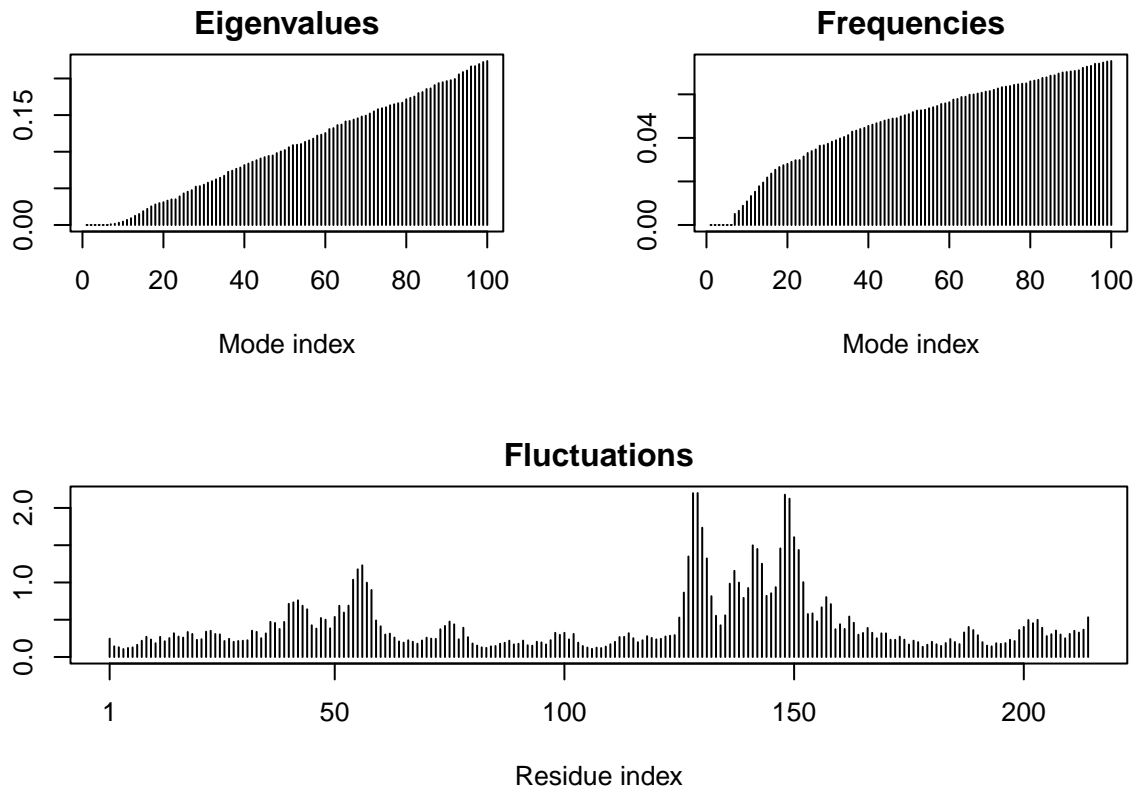 Eigenvalues
0.15
0.00
0 20 40 60 80 100
Mode index
Frequencies
0.04
0.00
0 20 40 60 80 100
Mode index
Fluctuations
2.0
1.0
0.0
1 50 100 150 200
Residue index